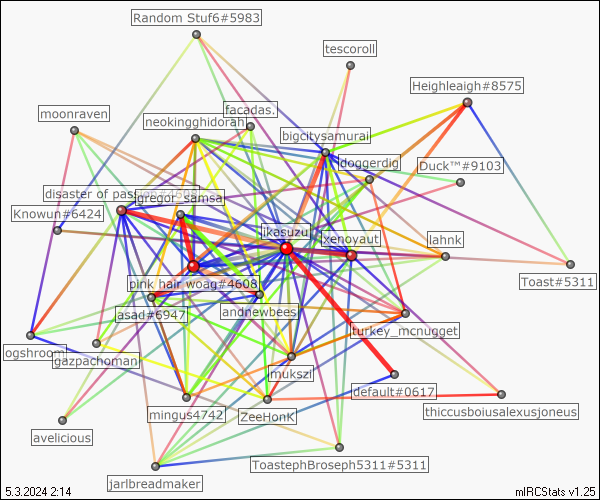 Random Stuf6#5983
tescoroll
Heighleaigh#8575
moonraven
facadas.
neokingghidorah
bigcitysamurai
doggerdig
Duck™#9103
disaster of
gregor_samsa
Knowun#6424
ikasuzu
xenoyaut
lahnk
Toast#5311
pink hair woag#4608
asad#6947
andnewbees
turkey_mcnugget
ogshroom
gazpachoman
mukszi
default#0617
mingus4742
ZeeHonK
thiccusboiusalexusjoneus
avelicious
ToastephBroseph5311#5311
jarlbreadmaker
5.3.2024 2:14
mIRCStats v1.25